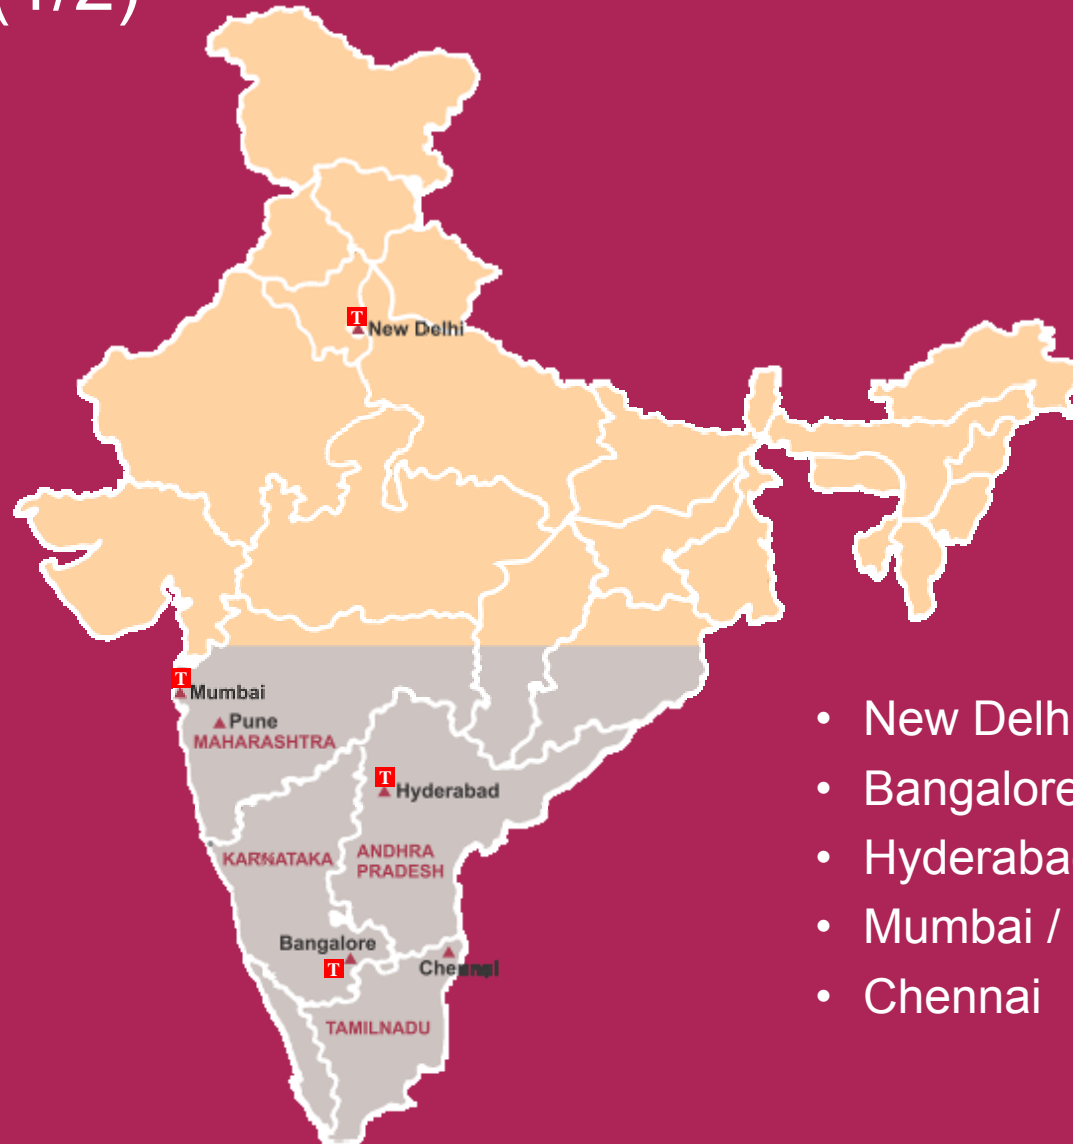 (1/2)
T
New Delhi
T
Mumbai
Pune
MAHARASHTRA
T
Hyderabad
KARNATAKA
ANDHRA
PRADESH
Bangalore
T
Chennai
TAMILNADU
• New Delh
• Bangalore
• Hyderaba
• Mumbai /
• Chennai